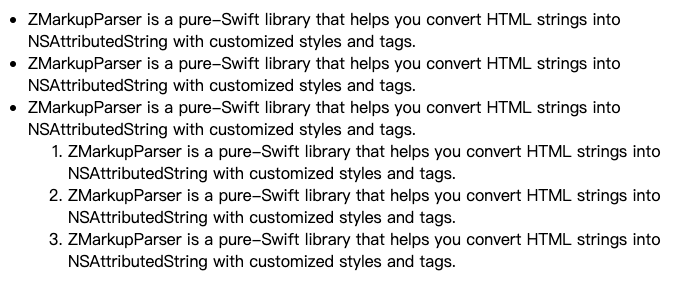 • ZMarkupParser is a pure-Swift library that helps you convert HTML strings into
NSAttributedString with customized styles and tags.
• ZMarkupParser is a pure-Swift library that helps you convert HTML strings into
NSAttributedString with customized styles and tags.
• ZMarkupParser is a pure-Swift library that helps you convert HTML strings into
NSAttributedString with customized styles and tags.
1. ZMarkupParser is a pure-Swift library that helps you convert HTML strings into
NSAttributedString with customized styles and tags.
2. ZMarkupParser is a pure-Swift library that helps you convert HTML strings into
NSAttributedString with customized styles and tags.
3. ZMarkupParser is a pure-Swift library that helps you convert HTML strings into
NSAttributedString with customized styles and tags.